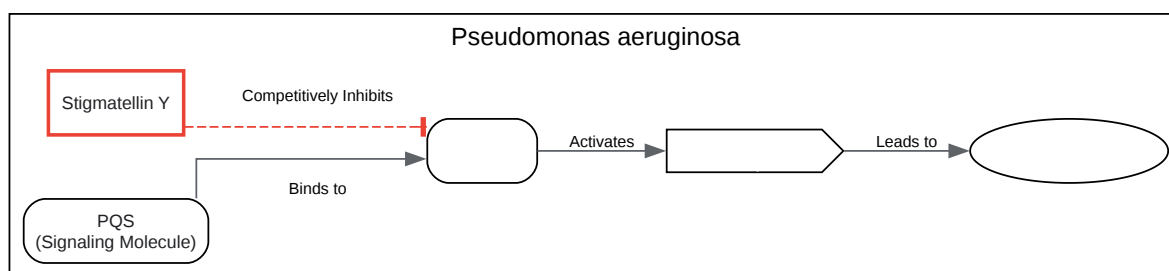 Pseudomonas aeruginosa
Stigmatellin Y
Competitively Inhibits
Activates
Leads to
Binds to
PQS
(Signaling Molecule)